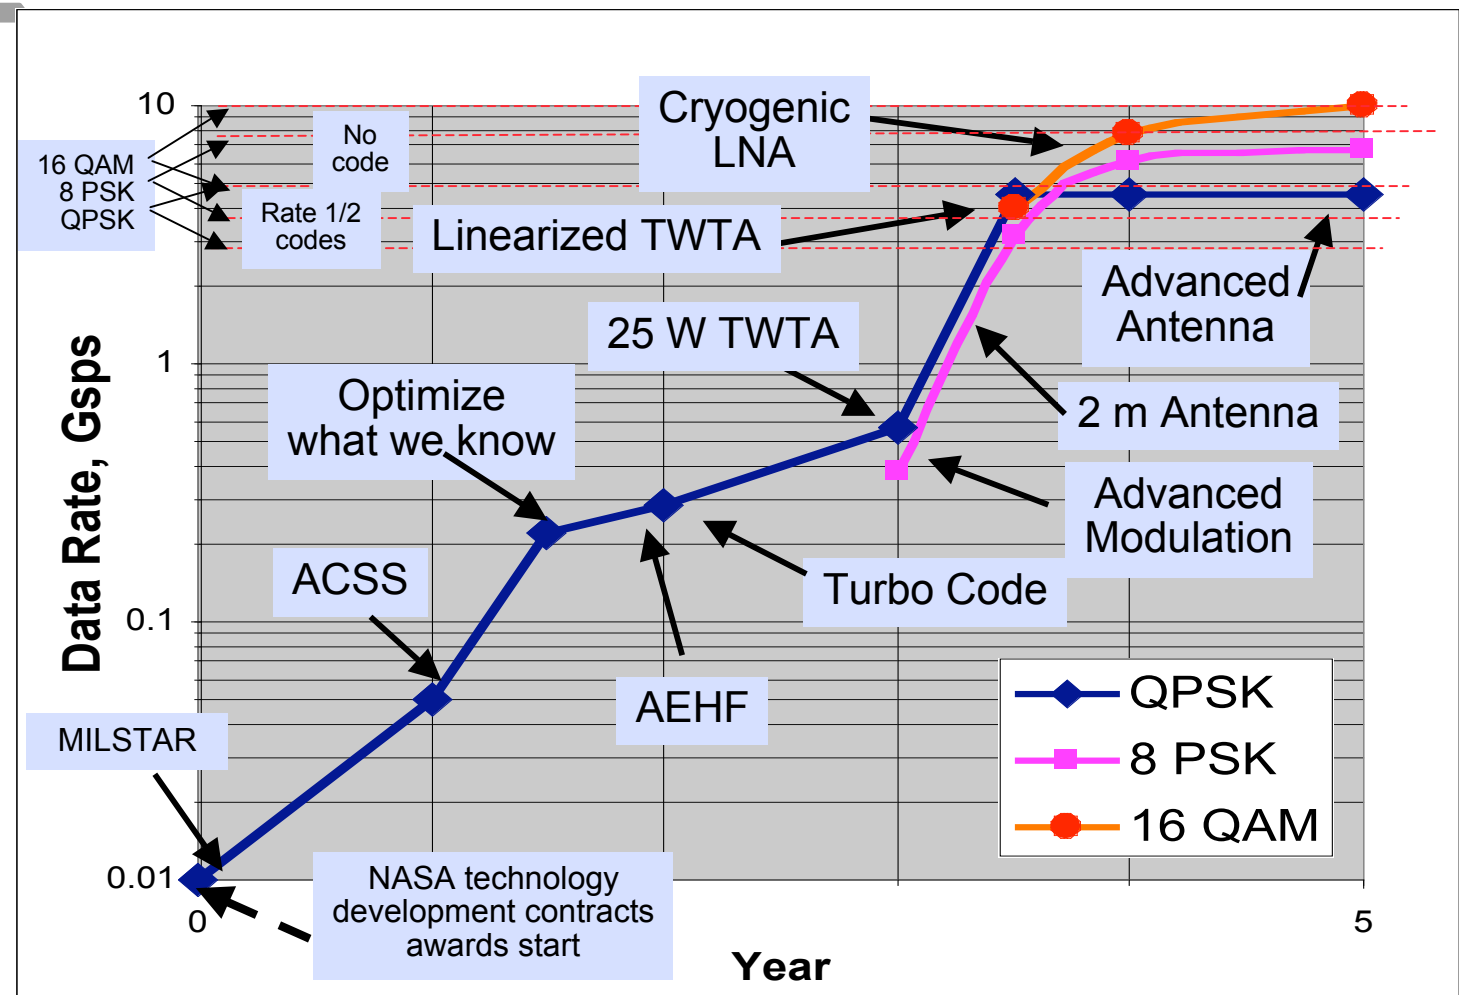 10
1
0.1
0.01
0
5
Data Rate, Gsps
Year
16 QAM
8 PSK
QPSK
No
code
Rate 1/2
codes
Cryogenic
LNA
Linearized TWTA
25 W TWTA
Advanced
Antenna
2 m Antenna
Optimize
what we know
Advanced
Modulation
ACSS
Turbo Code
AEHF
MILSTAR
NASA technology
development contracts
awards start
QPSK
8 PSK
16 QAM